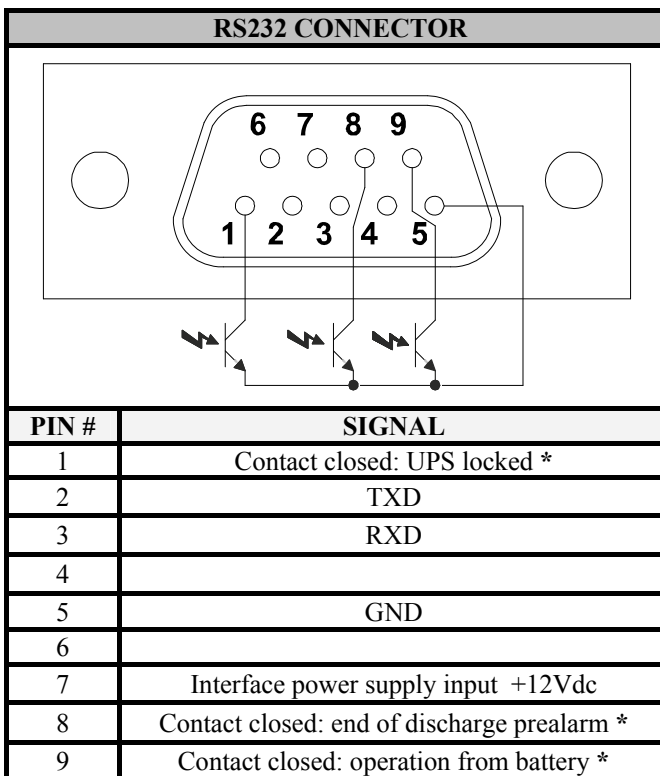 RS232 CONNECTOR
6 7 8 9
1 2 3 4 5
PIN # SIGNAL
1 Contact closed: UPS locked *
2 TXD
3 RXD
4
5 GND
6
7 Interface power supply input +12Vdc
8 Contact closed: end of discharge prealarm *
9 Contact closed: operation from battery *